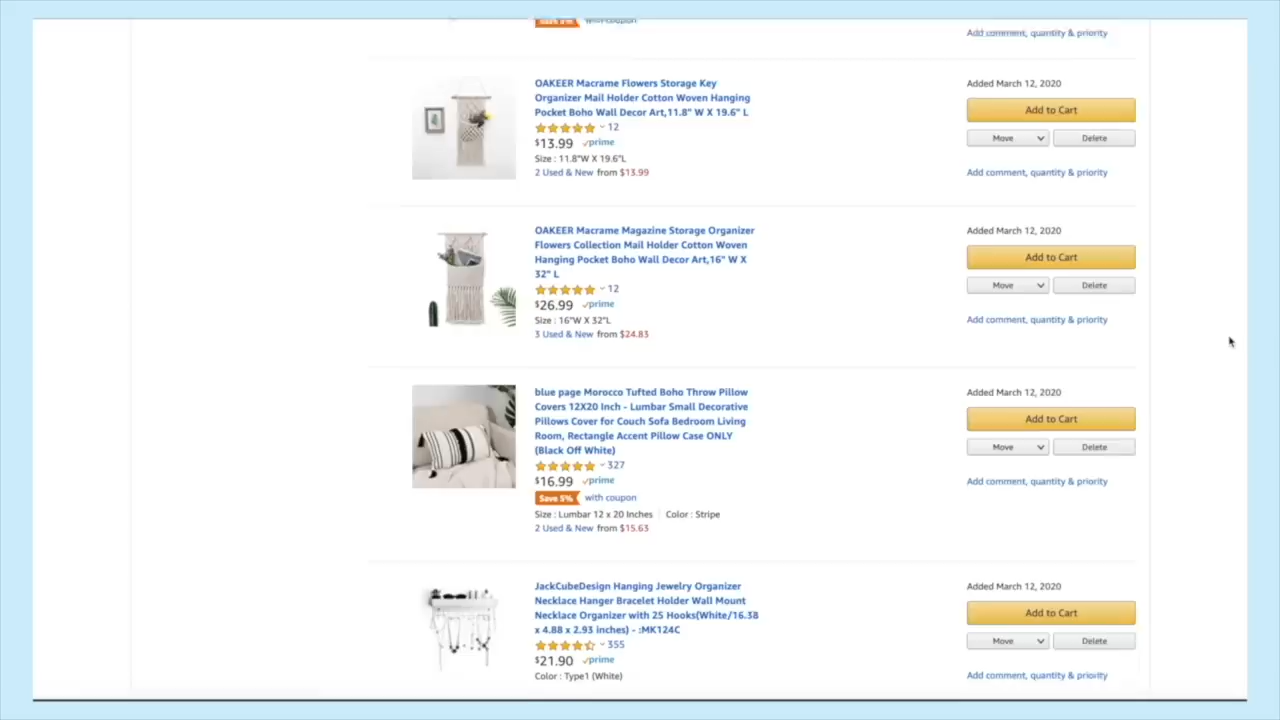 Add comment, quantity & priority
OAKEER Macrame Flowers Storage Key
Organizer Mail Holder Cotton Woven Hanging
Pocket Boho Wall Decor Art,11.8" W X 19.6" L
12
$13.99 prime
Size : 11.8"W X 19.6"L
2 Used & New from $13.99
Added March 12, 2020
Add to Cart
Move Delete
Add comment, quantity & priority
OAKEER Macrame Magazine Storage Organizer
Flowers Collection Mail Holder Cotton Woven
Hanging Pocket Boho Wall Decor Art,16" W X
32" L
12
$26.99 prime
Size : 16"W X 32"L
3 Used & New from $24.83
Added March 12, 2020
Add to Cart
Move Delete
Add comment, quantity & priority
blue page Morocco Tufted Boho Throw Pillow
Covers 12X20 Inch - Lumbar Small Decorative
Pillows Cover for Couch Sofa Bedroom Living
Room, Rectangle Accent Pillow Case ONLY
(Black Off White)
327
$16.99 prime
Save 5% with coupon
Size : Lumbar 12 x 20 Inches Color : Stripe
2 Used & New from $15.63
Added March 12, 2020
Add to Cart
Move Delete
Add comment, quantity & priority
JackCubeDesign Hanging Jewelry Organizer
Necklace Hanger Bracelet Holder Wall Mount
Necklace Organizer with 25 Hooks(White/16.38
x 4.88 x 2.93 inches) - :MK124C
355
$21.90 prime
Color : Type1 (White)
Added March 12, 2020
Add to Cart
Move Delete
Add comment, quantity & priority